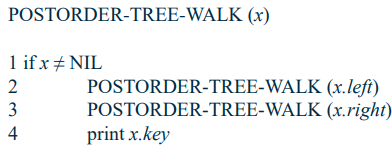 POSTORDER-TREE-WALK (x)
1 if x ≠ NIL
2 POSTORDER-TREE-WALK (x.left)
3 POSTORDER-TREE-WALK (x.right)
4 print x.key